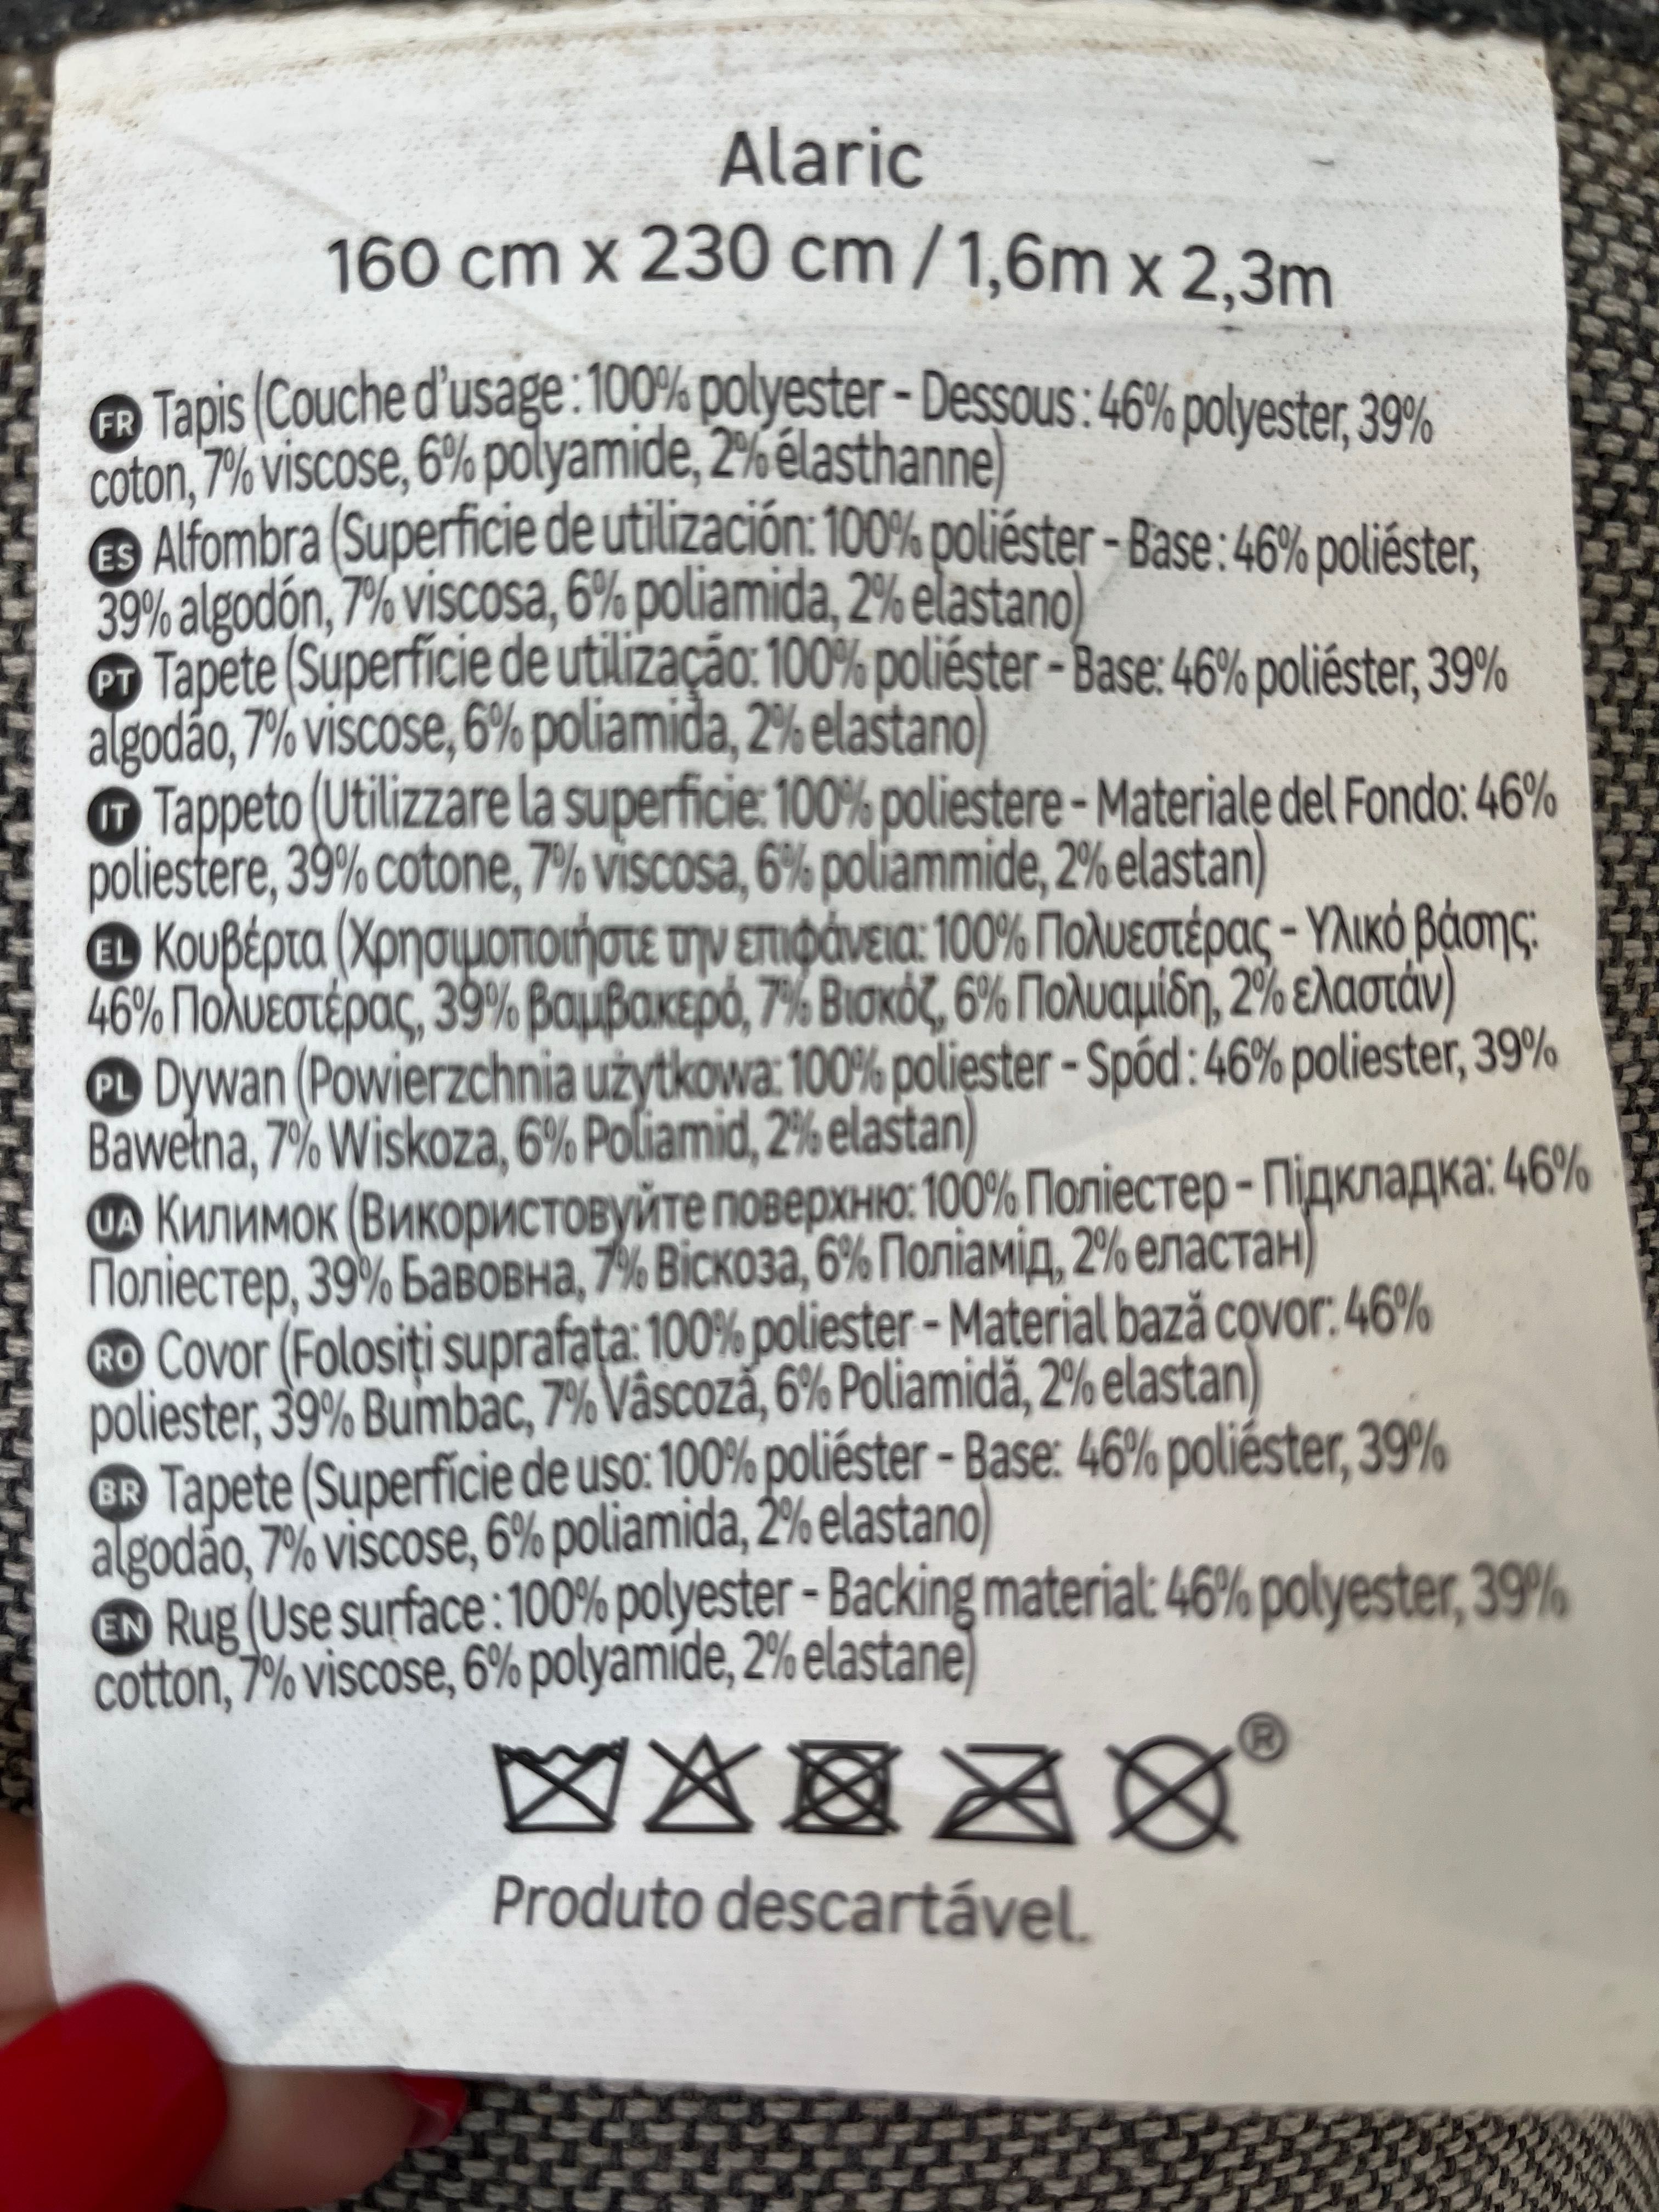 Alaric
160 cm x 230 cm / 1,6m x 2,3m
FR Tapis (Couche d'usage : 100% polyester - Dessous : 46% polyester, 39%
coton, 7% viscose, 6% polyamide, 2% élasthanne)
ES Alfombra (Superficie de utilización: 100% poliéster - Base : 46% poliéster,
39% algodón, 7% viscosa, 6% poliamida, 2% elastano)
PT Tapete (Superfície de utilização: 100% poliéster - Base: 46% poliéster, 39%
algodão, 7% viscose, 6% poliamida, 2% elastano)
IT Tappeto (Utilizzare la superficie: 100% poliestere - Materiale del Fondo: 46%
poliestere, 39% cotone, 7% viscosa, 6% poliammide, 2% elastan)
EL Κουβέρτα (Χρησιμοποιήστε την επιφάνεια: 100% Πολυεστέρας - Υλικό βάσης:
46% Πολυεστέρας, 39% βαμβακερό, 7% Βισκόζ, 6% Πολυαμίδη, 2% ελαστάν)
PL Dywan (Powierzchnia użytkowa: 100% poliester - Spód : 46% poliester, 39%
Bawełna, 7% Wiskoza, 6% Poliamid, 2% elastan)
UA Килимок (Використовуйте поверхню: 100% Поліестер - Підкладка: 46%
Поліестер, 39% Бавовна, 7% Віскоза, 6% Поліамід, 2% еластан)
RO Covor (Folosiți suprafața: 100% poliester - Material bază covor: 46%
poliester, 39% Bumbac, 7% Vâscoză, 6% Poliamidă, 2% elastan)
BR Tapete (Superfície de uso: 100% poliéster - Base: 46% poliéster, 39%
algodão, 7% viscose, 6% poliamida, 2% elastano)
EN Rug (Use surface : 100% polyester - Backing material: 46% polyester, 39%
cotton, 7% viscose, 6% polyamide, 2% elastane)
®
Produto descartável.